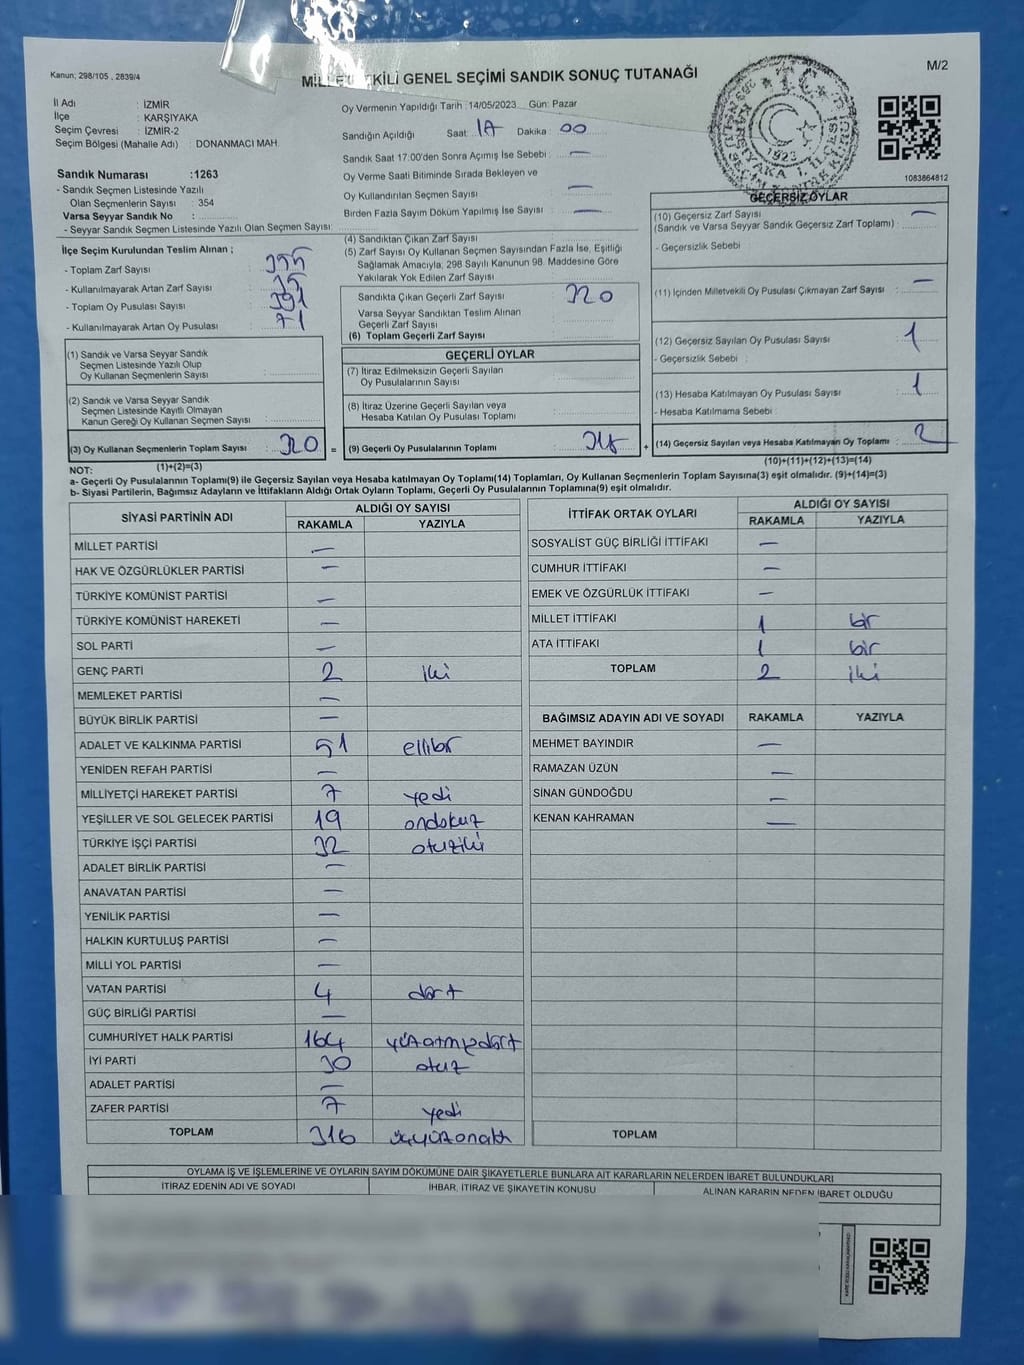 Kanun; 298/105 , 2839/4
MİLLETVEKİLİ GENEL SEÇİMİ SANDIK SONUÇ TUTANAĞI
M/2
İl Adı : İZMİR
İlçe : KARŞIYAKA
Seçim Çevresi : İZMİR-2
Seçim Bölgesi (Mahalle Adı) : DONANMACI MAH.
Oy Vermenin Yapıldığı Tarih : 14/05/2023 Gün: Pazar
Sandığın Açıldığı Saat: 17 Dakika : 00
Sandık Saat 17:00'den Sonra Açımış İse Sebebi : —
Oy Verme Saati Bitiminde Sırada Bekleyen ve
Oy Kullandırılan Seçmen Sayısı : —
Birden Fazla Sayım Döküm Yapılmış İse Sayısı : —
1083864812
Sandık Numarası : 1263
- Sandık Seçmen Listesinde Yazılı
Olan Seçmenlerin Sayısı : 354
Varsa Seyyar Sandık No :
- Seyyar Sandık Seçmen Listesinde Yazılı Olan Seçmen Sayısı:
İlçe Seçim Kurulundan Teslim Alınan ;
- Toplam Zarf Sayısı : 395
- Kullanılmayarak Artan Zarf Sayısı : 75
- Toplam Oy Pusulası Sayısı : 391
- Kullanılmayarak Artan Oy Pusulası : 71
(1) Sandık ve Varsa Seyyar Sandık
Seçmen Listesinde Yazılı Olup
Oy Kullanan Seçmenlerin Sayısı :
(2) Sandık ve Varsa Seyyar Sandık
Seçmen Listesinde Kayıtlı Olmayan
Kanun Gereği Oy Kullanan Seçmen Sayısı :
(3) Oy Kullanan Seçmenlerin Toplam Sayısı : 320 =
(1)+(2)=(3)
(4) Sandıktan Çıkan Zarf Sayısı :
(5) Zarf Sayısı Oy Kullanan Seçmen Sayısından Fazla İse, Eşitliği
Sağlamak Amacıyla; 298 Sayılı Kanunun 98. Maddesine Göre
Yakılarak Yok Edilen Zarf Sayısı :
Sandıkta Çıkan Geçerli Zarf Sayısı : 320
Varsa Seyyar Sandıktan Teslim Alınan
Geçerli Zarf Sayısı :
(6) Toplam Geçerli Zarf Sayısı :
GEÇERLİ OYLAR
(7) İtiraz Edilmeksizin Geçerli Sayılan
Oy Pusulalarının Sayısı :
(8) İtiraz Üzerine Geçerli Sayılan veya
Hesaba Katılan Oy Pusulası Toplamı :
(9) Geçerli Oy Pusulalarının Toplamı : 318 +
GEÇERSİZ OYLAR
(10) Geçersiz Zarf Sayısı : —
(Sandık ve Varsa Seyyar Sandık Geçersiz Zarf Toplamı)
- Geçersizlik Sebebi :
(11) İçinden Milletvekili Oy Pusulası Çıkmayan Zarf Sayısı : —
(12) Geçersiz Sayılan Oy Pusulası Sayısı : 1
- Geçersizlik Sebebi :
(13) Hesaba Katılmayan Oy Pusulası Sayısı : 1
- Hesaba Katılmama Sebebi :
(14) Geçersiz Sayılan veya Hesaba Katılmayan Oy Toplamı : 2
(10)+(11)+(12)+(13)=(14)
NOT:
a- Geçerli Oy Pusulalarının Toplamı(9) ile Geçersiz Sayılan veya Hesaba katılmayan Oy Toplamı(14) Toplamları, Oy Kullanan Seçmenlerin Toplam Sayısına(3) eşit olmalıdır. (9)+(14)=(3)
b- Siyasi Partilerin, Bağımsız Adayların ve İttifakların Aldığı Ortak Oyların Toplamı, Geçerli Oy Pusulalarının Toplamına(9) eşit olmalıdır.
SİYASİ PARTİNİN ADI
ALDIĞI OY SAYISI
RAKAMLA YAZIYLA
MİLLET PARTİSİ —
HAK VE ÖZGÜRLÜKLER PARTİSİ —
TÜRKİYE KOMÜNİST PARTİSİ —
TÜRKİYE KOMÜNİST HAREKETİ —
SOL PARTİ —
GENÇ PARTİ 2 iki
MEMLEKET PARTİSİ —
BÜYÜK BİRLİK PARTİSİ —
ADALET VE KALKINMA PARTİSİ 51 ellibir
YENİDEN REFAH PARTİSİ —
MİLLİYETÇİ HAREKET PARTİSİ 7 yedi
YEŞİLLER VE SOL GELECEK PARTİSİ 19 ondokuz
TÜRKİYE İŞÇİ PARTİSİ 32 otuziki
ADALET BİRLİK PARTİSİ —
ANAVATAN PARTİSİ —
YENİLİK PARTİSİ —
HALKIN KURTULUŞ PARTİSİ —
MİLLİ YOL PARTİSİ —
VATAN PARTİSİ 4 dört
GÜÇ BİRLİĞİ PARTİSİ —
CUMHURİYET HALK PARTİSİ 164 yüzatmışdört
İYİ PARTİ 30 otuz
ADALET PARTİSİ —
ZAFER PARTİSİ 7 yedi
TOPLAM 316 üçyüzonaltı
İTTİFAK ORTAK OYLARI
ALDIĞI OY SAYISI
RAKAMLA YAZIYLA
SOSYALİST GÜÇ BİRLİĞİ İTTİFAKI —
CUMHUR İTTİFAKI —
EMEK VE ÖZGÜRLÜK İTTİFAKI —
MİLLET İTTİFAKI 1 bir
ATA İTTİFAKI 1 bir
TOPLAM 2 iki
BAĞIMSIZ ADAYIN ADI VE SOYADI RAKAMLA YAZIYLA
MEHMET BAYINDIR —
RAMAZAN ÜZÜN —
SİNAN GÜNDOĞDU —
KENAN KAHRAMAN —
TOPLAM
OYLAMA İŞ VE İŞLEMLERİNE VE OYLARIN SAYIM DÖKÜMÜNE DAİR ŞİKAYETLERLE BUNLARA AİT KARARLARIN NELERDEN İBARET BULUNDUKLARI
İTİRAZ EDENİN ADI VE SOYADI
İHBAR, İTİRAZ VE ŞİKAYETİN KONUSU
ALINAN KARARIN NEDEN İBARET OLDUĞU